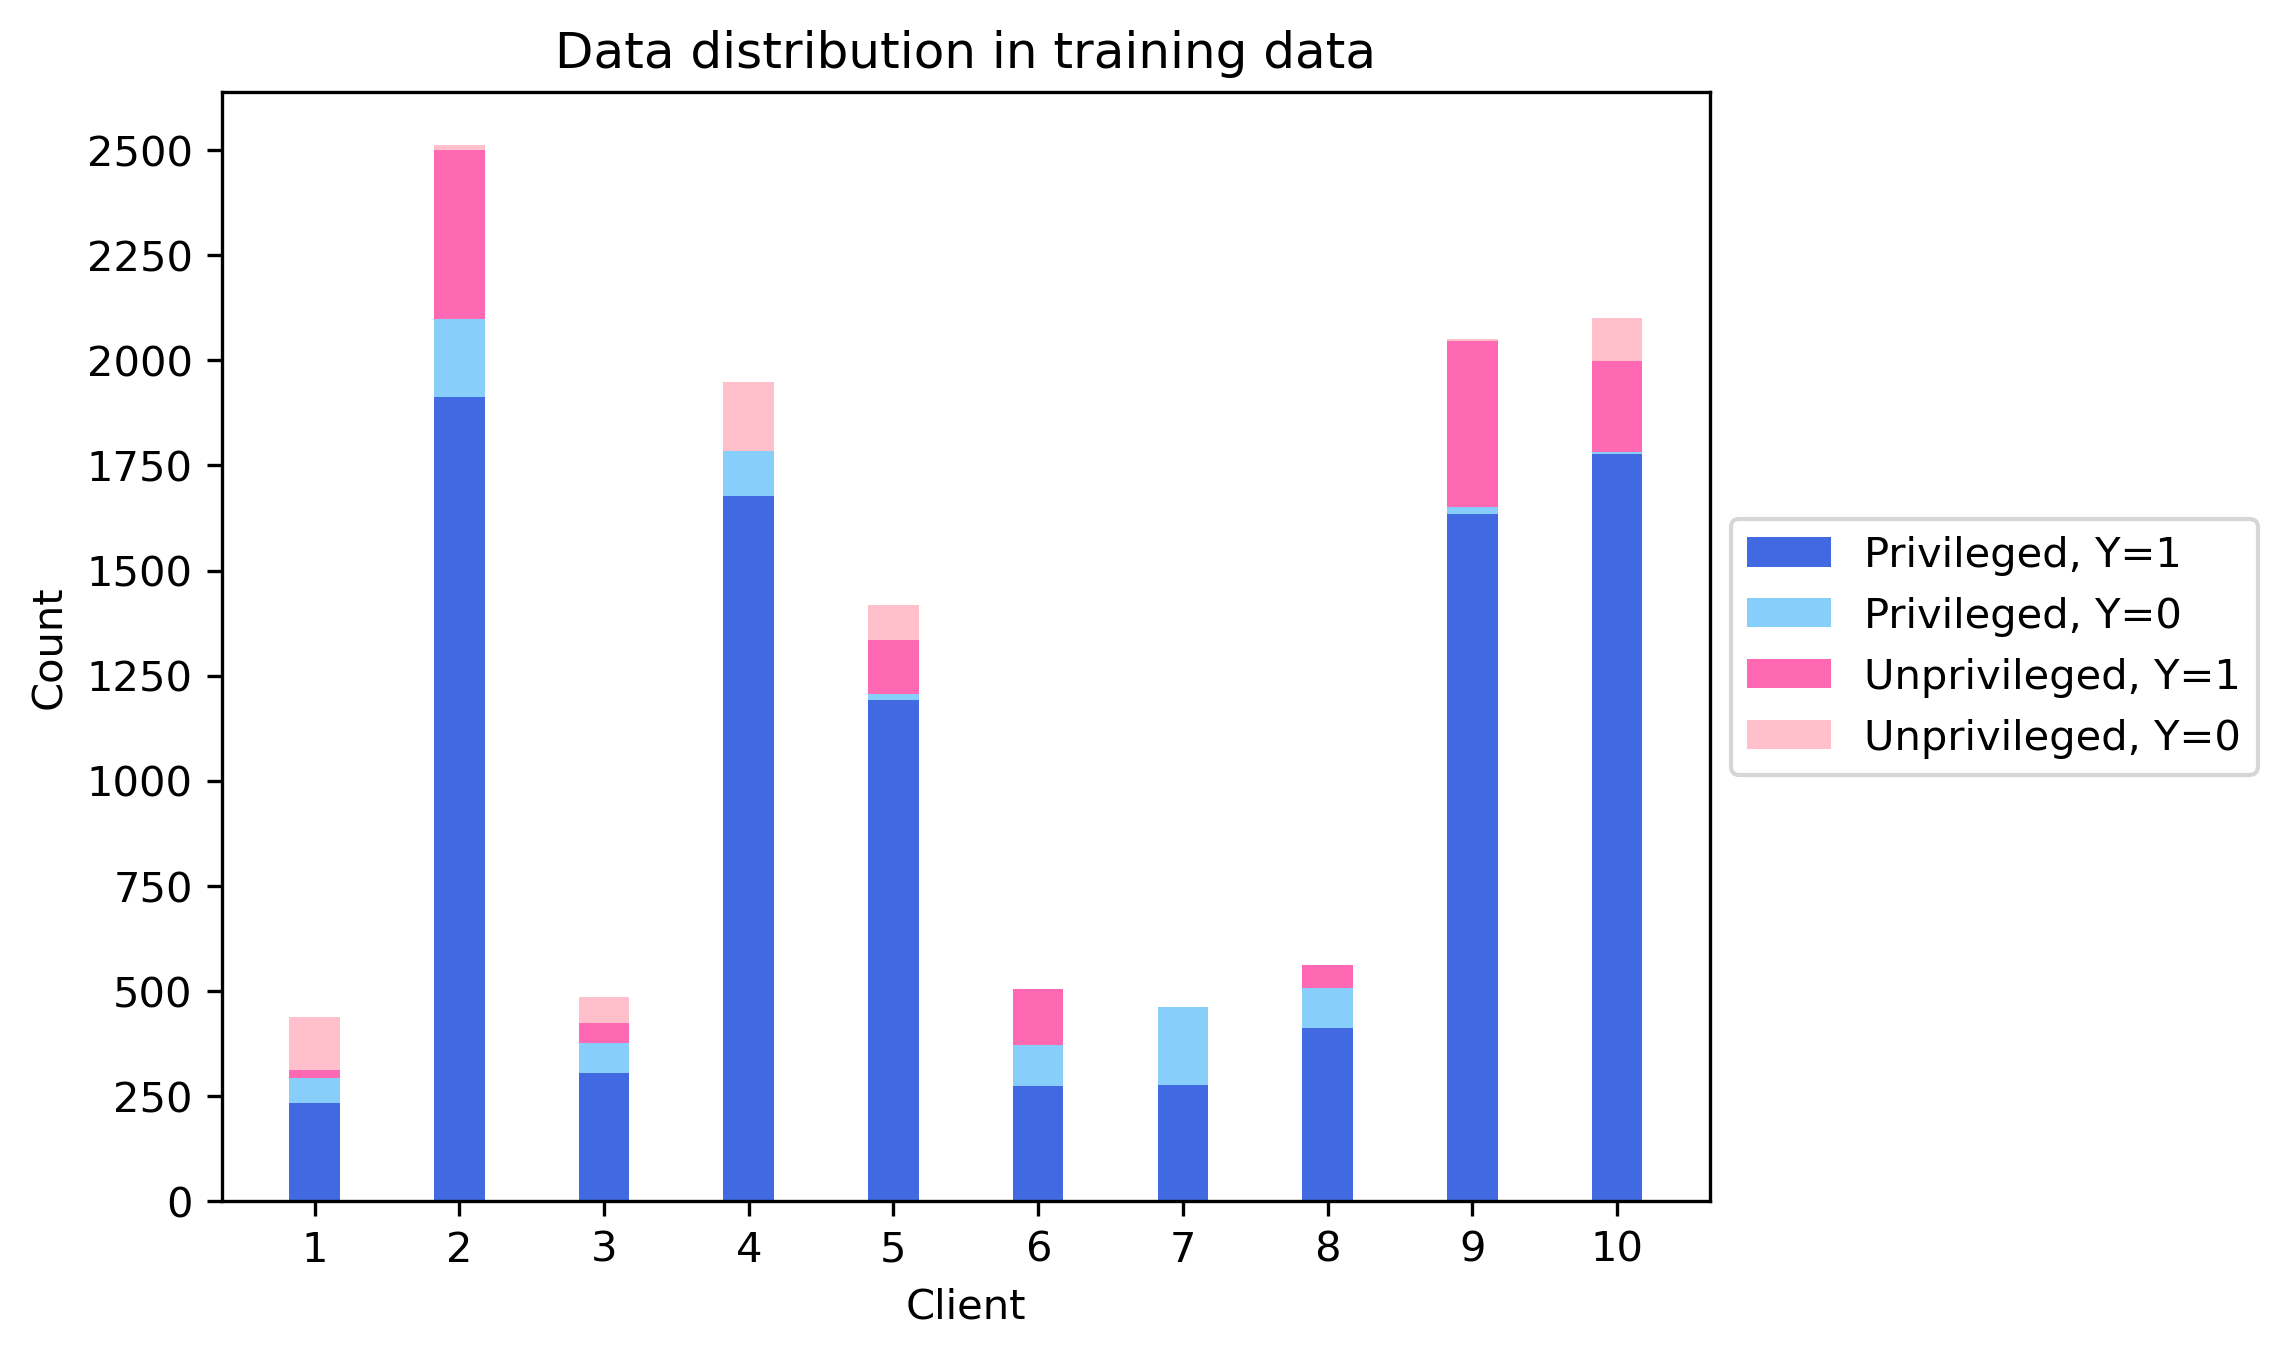 Data distribution in training data
Count
2500
2250
2000
1750
1500
1250
1000
750
500
250
0
1 2 3 4 5 6 7 8 9 10
Client
Privileged, Y=1
Privileged, Y=0
Unprivileged, Y=1
Unprivileged, Y=0